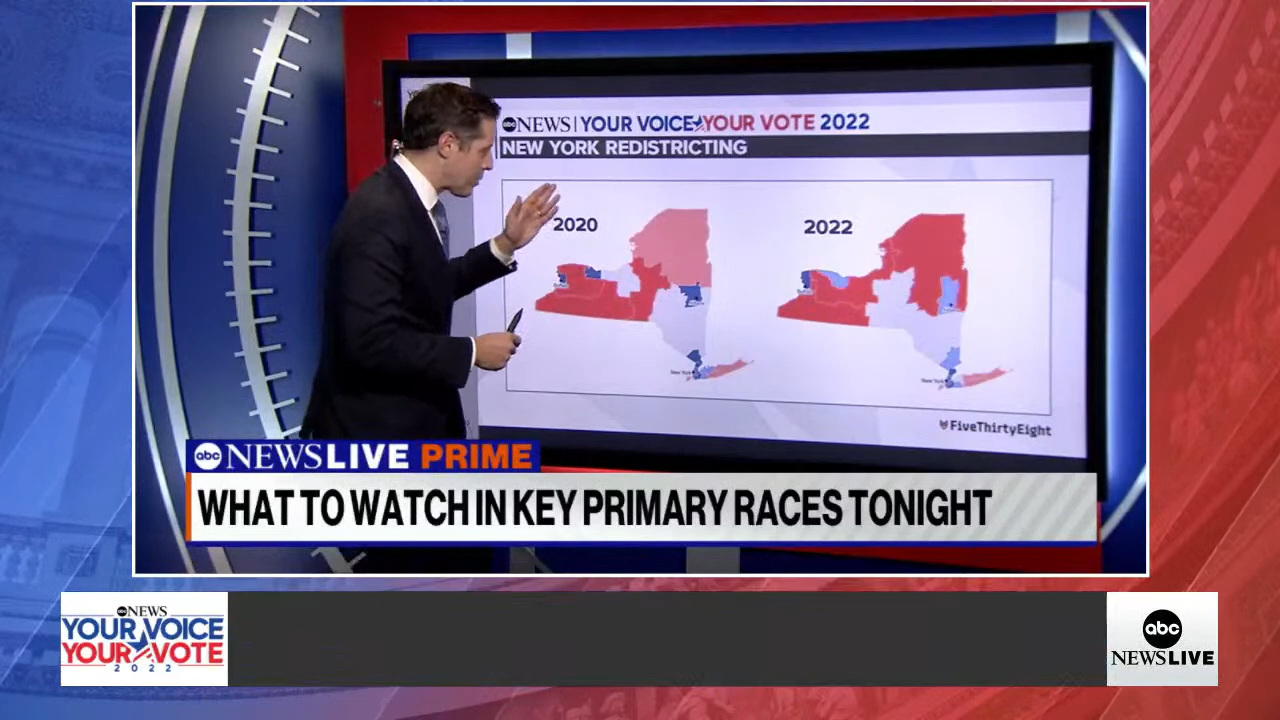 abc NEWS | YOUR VOICE YOUR VOTE 2022
NEW YORK REDISTRICTING
2020
2022
New York
New York
FiveThirtyEight
abc NEWS LIVE PRIME
WHAT TO WATCH IN KEY PRIMARY RACES TONIGHT
abc NEWS
YOUR VOICE
YOUR VOTE
2022
abc
NEWS LIVE